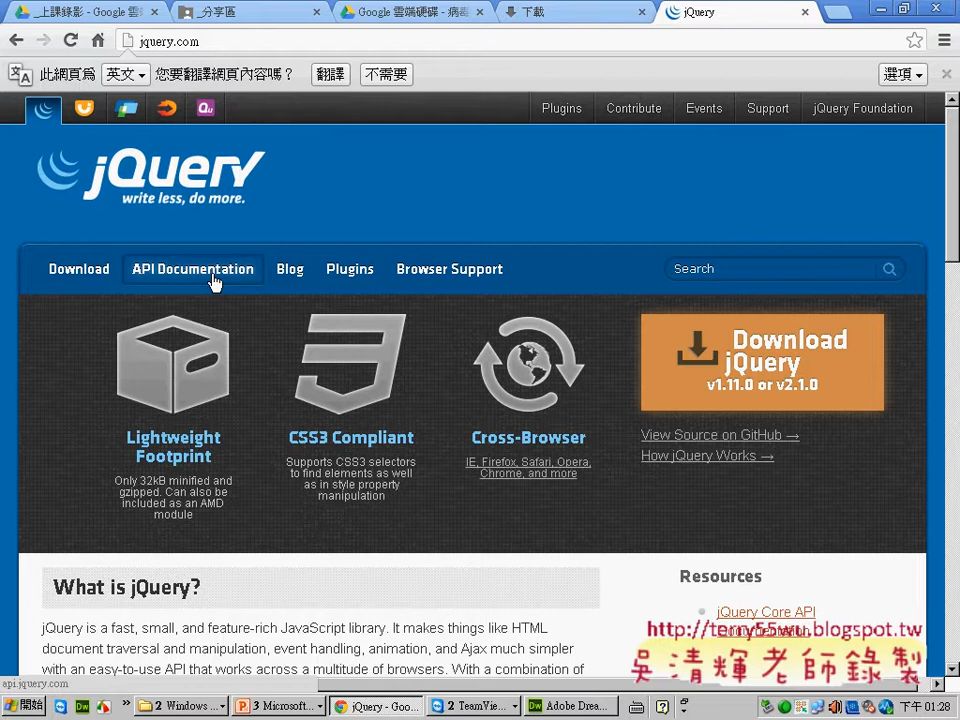 _上課錄影 - Google 雲
_分享區
Google 雲端硬碟 - 病毒
下載
jQuery
jquery.com
此網頁為 英文 您要翻譯網頁內容嗎？ 翻譯 不需要 選項
Plugins Contribute Events Support jQuery Foundation
jQuery
write less, do more.
Download API Documentation Blog Plugins Browser Support Search
Lightweight
Footprint
Only 32kB minified and
gzipped. Can also be
included as an AMD
module
CSS3 Compliant
Supports CSS3 selectors
to find elements as well
as in style property
manipulation
Cross-Browser
IE, Firefox, Safari, Opera,
Chrome, and more
Download
jQuery
v1.11.0 or v2.1.0
View Source on GitHub →
How jQuery Works →
What is jQuery?
jQuery is a fast, small, and feature-rich JavaScript library. It makes things like HTML
document traversal and manipulation, event handling, animation, and Ajax much simpler
with an easy-to-use API that works across a multitude of browsers. With a combination of
Resources
jQuery Core API
http://terry55wu.blogspot.tw
吳清輝老師錄製
api.jquery.com
開始 2 Windows ... 3 Microsoft... jQuery - Goo... 2 TeamView... Adobe Drea... 下午 01:28